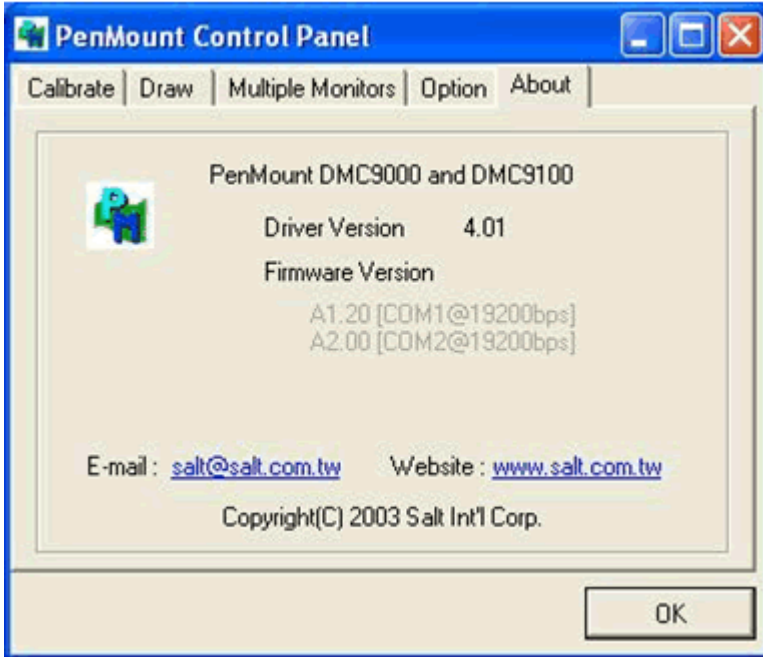 PenMount Control Panel
Calibrate Draw Multiple Monitors Option About
PenMount DMC9000 and DMC9100
PM
Driver Version 4.01
Firmware Version
A1.20 [COM1@19200bps]
A2.00 [COM2@19200bps]
E-mail : salt@salt.com.tw Website : www.salt.com.tw
Copyright(C) 2003 Salt Int'l Corp.
OK